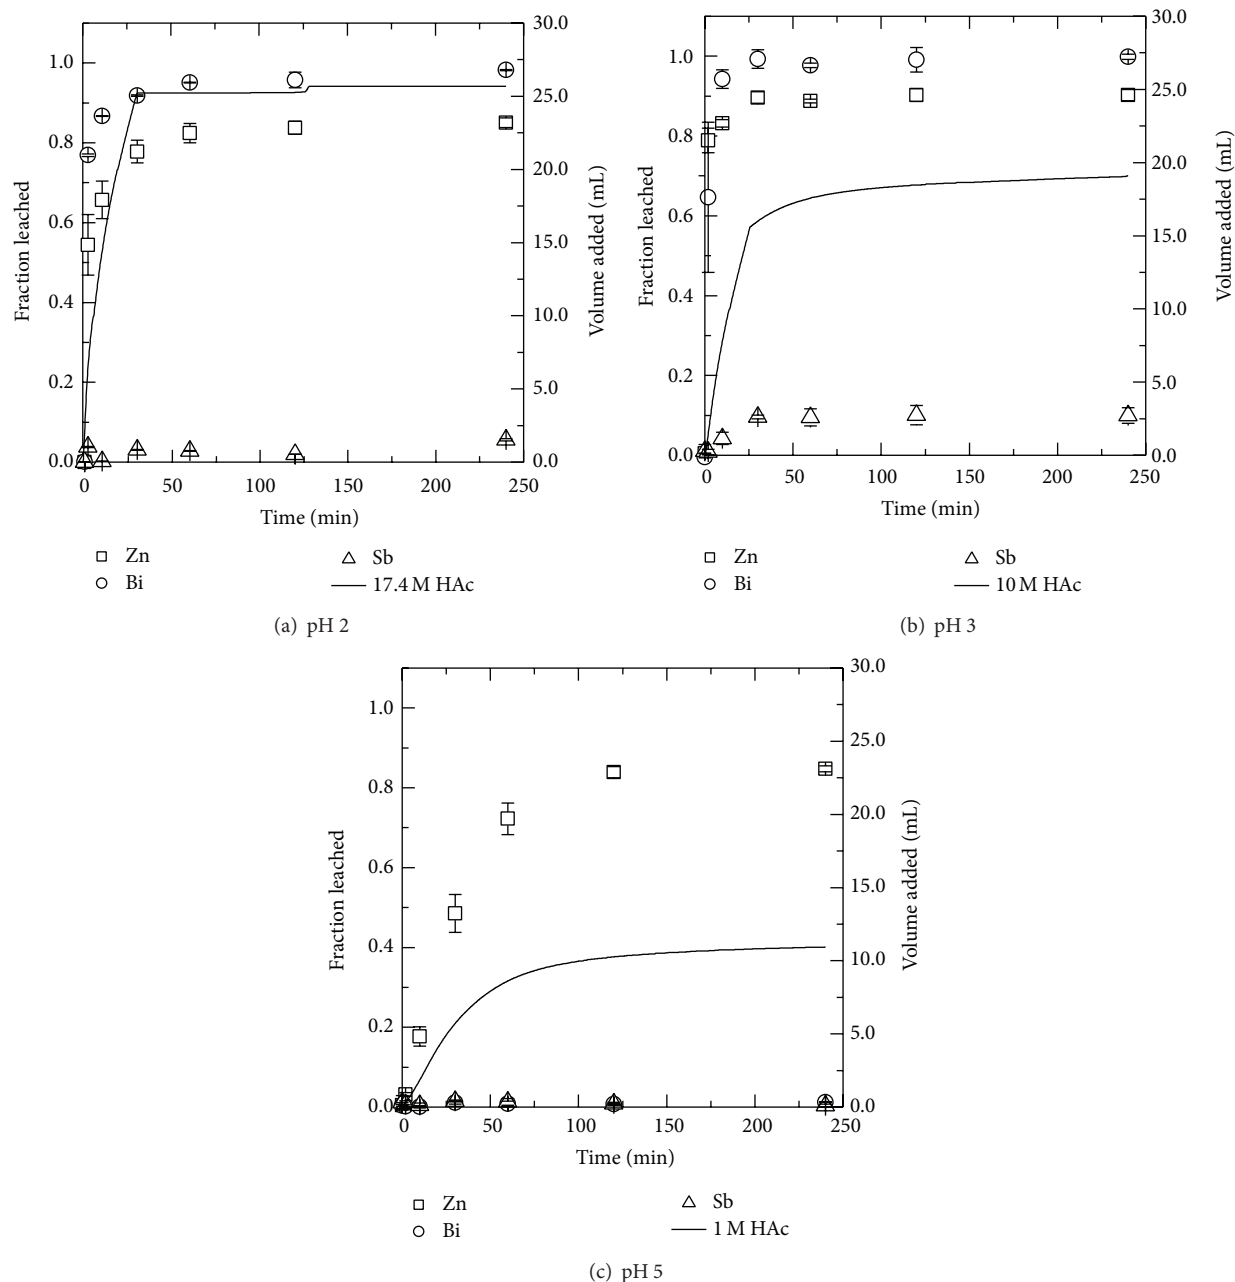 Fraction leached
1.0
0.8
0.6
0.4
0.2
0.0
30.0
25.0
20.0
15.0
10.0
5.0
0.0
Volume added (mL)
0 50 100 150 200 250
Time (min)
Zn
Bi
Sb
17.4 M HAc
(a) pH 2
Fraction leached
1.0
0.8
0.6
0.4
0.2
0.0
30.0
25.0
20.0
15.0
10.0
5.0
0.0
Volume added (mL)
0 50 100 150 200 250
Time (min)
Zn
Bi
Sb
10 M HAc
(b) pH 3
Fraction leached
1.0
0.8
0.6
0.4
0.2
0.0
30.0
25.0
20.0
15.0
10.0
5.0
0.0
Volume added (mL)
0 50 100 150 200 250
Time (min)
Zn
Bi
Sb
1 M HAc
(c) pH 5